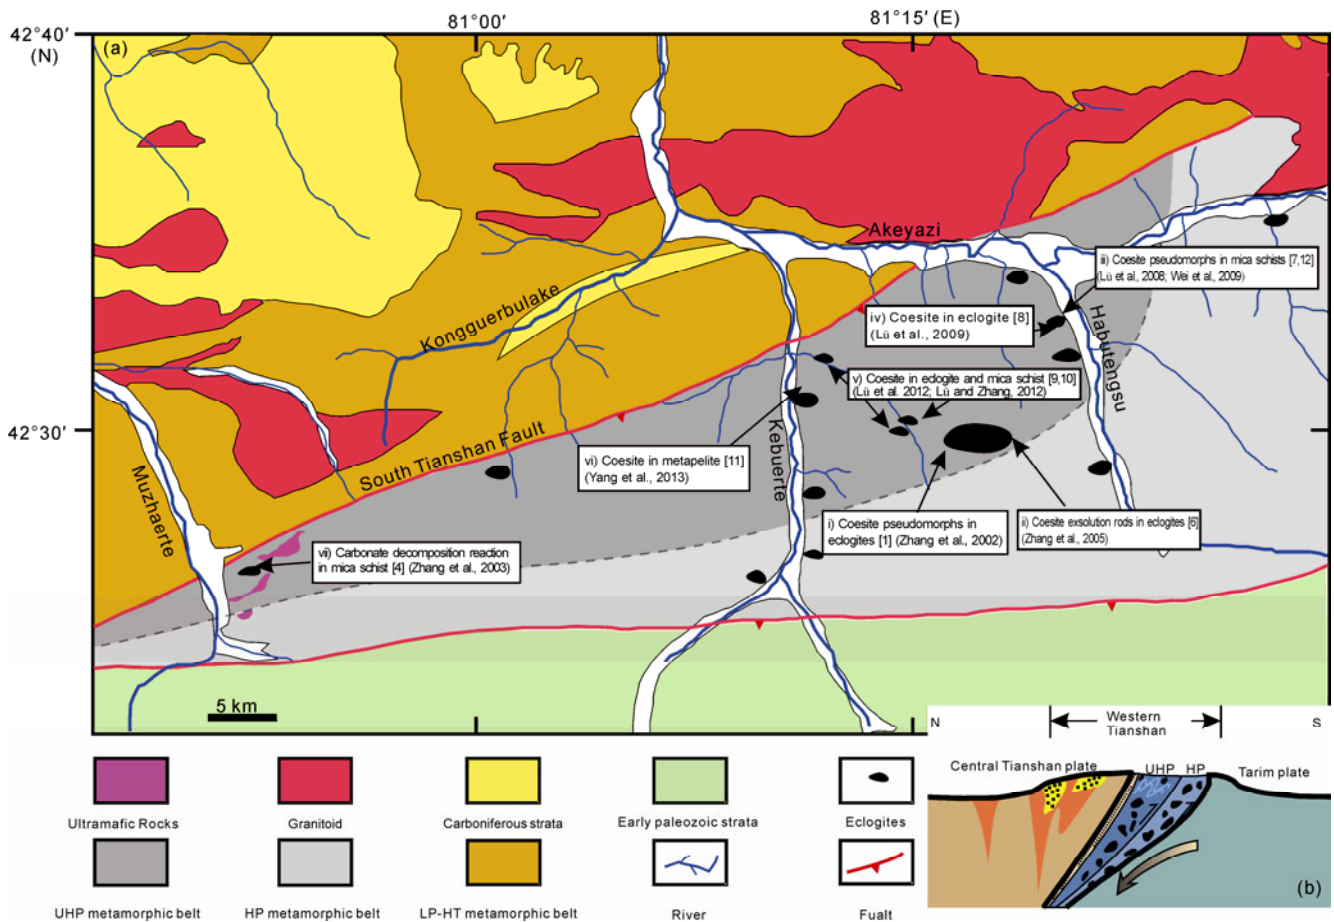 81°00′
81°15′ (E)
42°40′
(N)
(a)
Akeyazi
iii) Coesite pseudomorphs in mica schists [7,12]
(Lü et al., 2008; Wei et al., 2009)
iv) Coesite in eclogite [8]
(Lü et al., 2009)
Kongguerbulake
Habutengsu
v) Coesite in eclogite and mica schist [9,10]
(Lü et al. 2012; Lü and Zhang, 2012)
42°30′
South Tianshan Fault
vi) Coesite in metapelite [11]
(Yang et al., 2013)
Kebuerte
Muzhaerte
i) Coesite pseudomorphs in
eclogites [1] (Zhang et al., 2002)
ii) Coesite exsolution rods in eclogites [6]
(Zhang et al., 2005)
vii) Carbonate decomposition reaction
in mica schist [4] (Zhang et al., 2003)
5 km
Ultramafic Rocks
Granitoid
Carboniferous strata
Early paleozoic strata
Eclogites
UHP metamorphic belt
HP metamorphic belt
LP-HT metamorphic belt
River
Fualt
N
Western
Tianshan
S
Central Tianshan plate
UHP
HP
Tarim plate
(b)